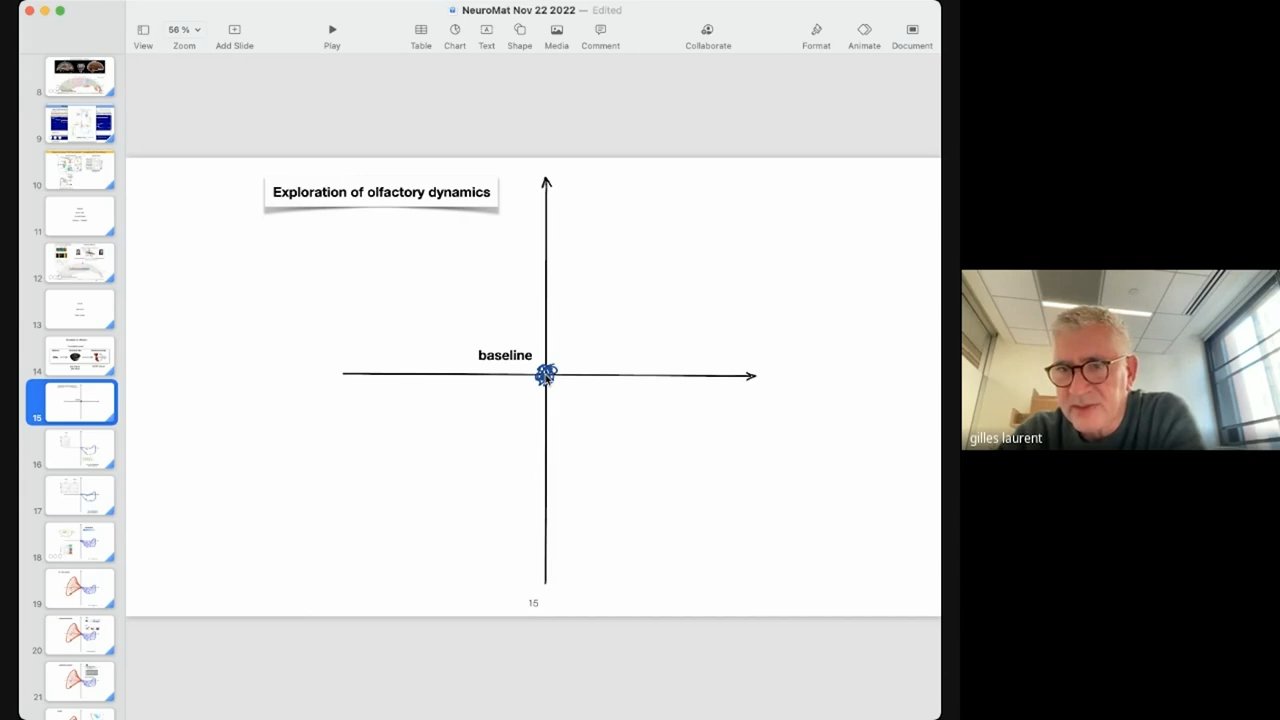 NeuroMat Nov 22 2022 — Edited
56 %
View
Zoom
Add Slide
Play
Table
Chart
Text
Shape
Media
Comment
Collaborate
Format
Animate
Document
8
9
10
11
12
13
14
15
16
17
18
19
20
21
Exploration of olfactory dynamics
baseline
15
gilles laurent